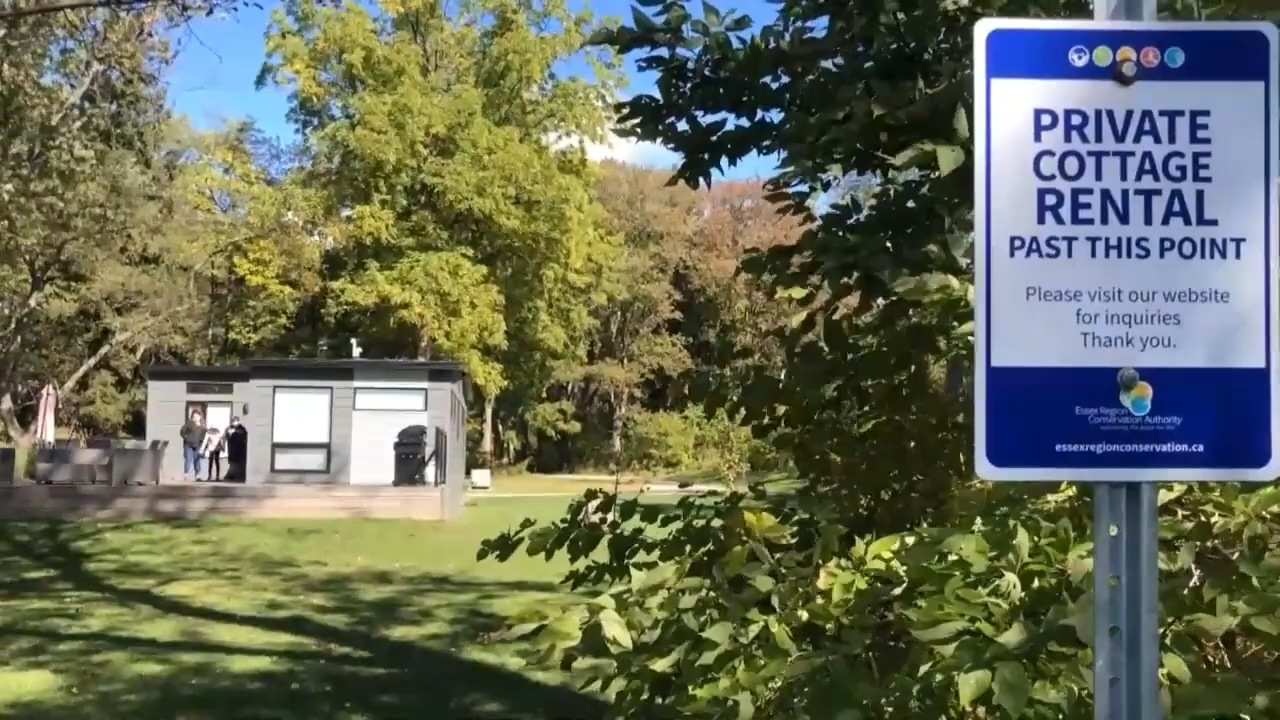 PRIVATE
COTTAGE
RENTAL
PAST THIS POINT
Please visit our website
for inquiries
Thank you.
Essex Region
Conservation Authority
essexregionconservation.ca